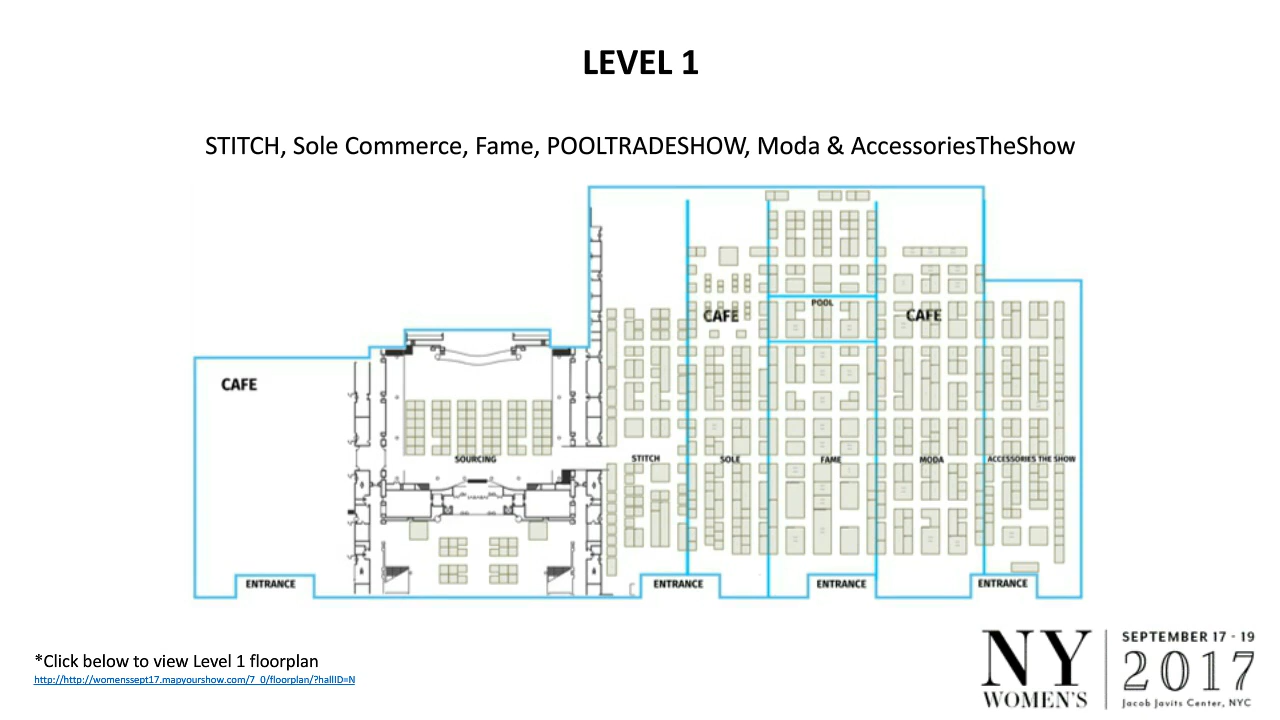 LEVEL 1
STITCH, Sole Commerce, Fame, POOLTRADESHOW, Moda & AccessoriesTheShow
POOL
CAFE
CAFE
CAFE
SOURCING
STITCH
SOLE
FAME
MODA
ACCESSORIES THE SHOW
ENTRANCE
ENTRANCE
ENTRANCE
ENTRANCE
*Click below to view Level 1 floorplan
http://http://womenssept17.mapyourshow.com/7_0/floorplan/?hallID=N
NY
WOMEN'S
SEPTEMBER 17 - 19
2017
Jacob Javits Center, NYC